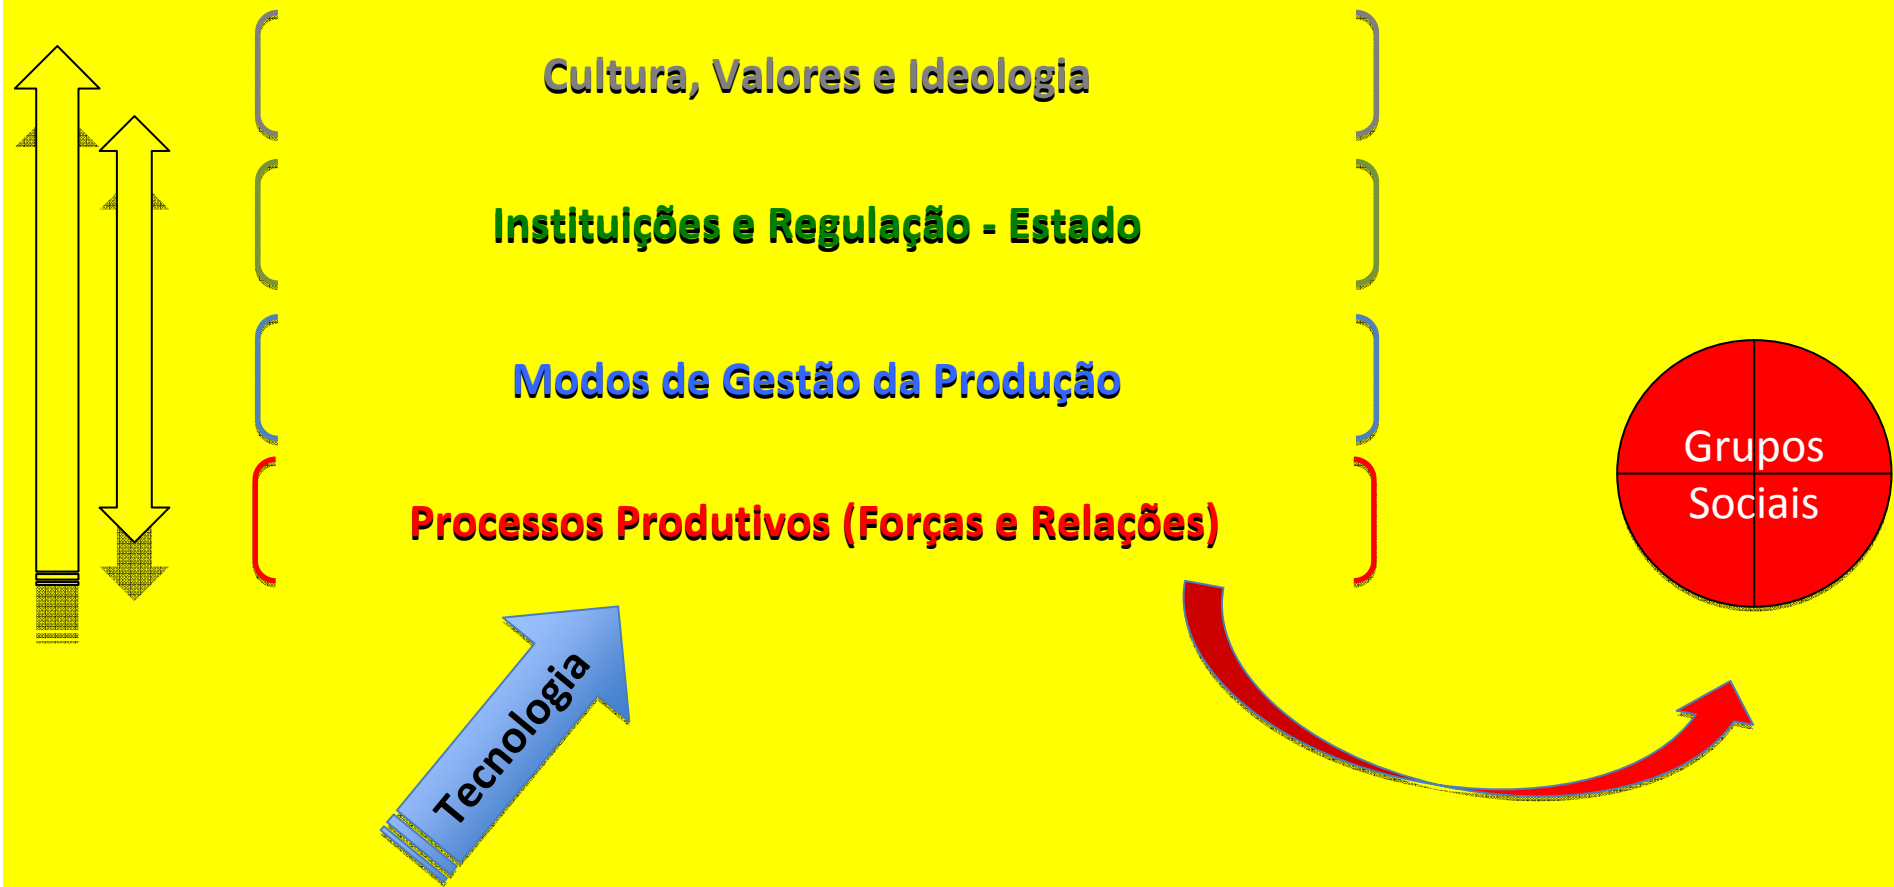 Cultura, Valores e Ideologia
Instituições e Regulação - Estado
Modos de Gestão da Produção
Processos Produtivos (Forças e Relações)
Grupos
Sociais
Tecnologia